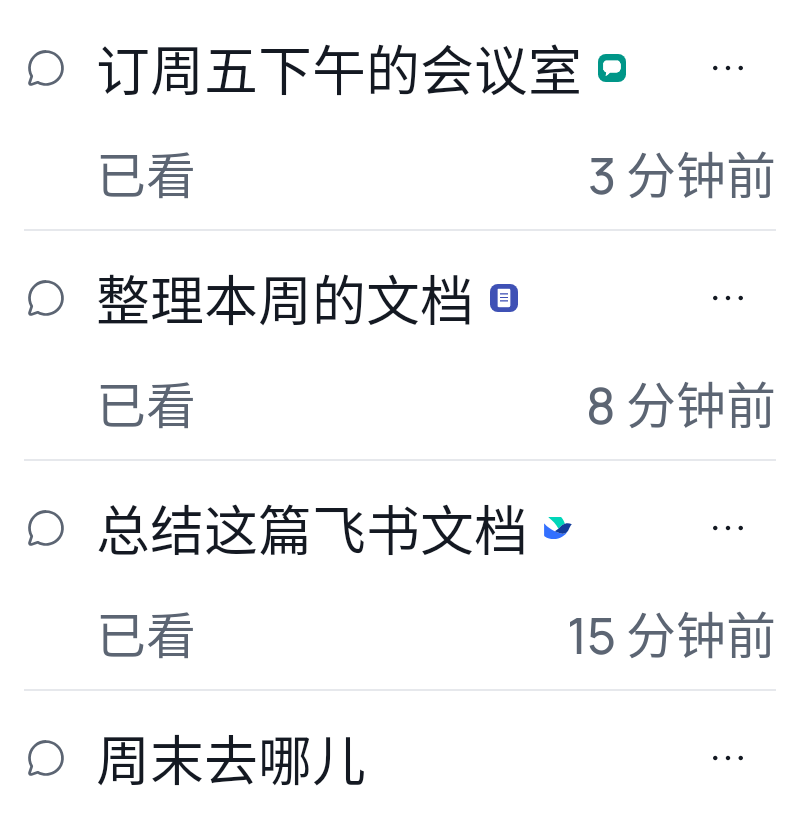 订周五下午的会议室
已看 3 分钟前
整理本周的文档
已看 8 分钟前
总结这篇飞书文档
已看 15 分钟前
周末去哪儿